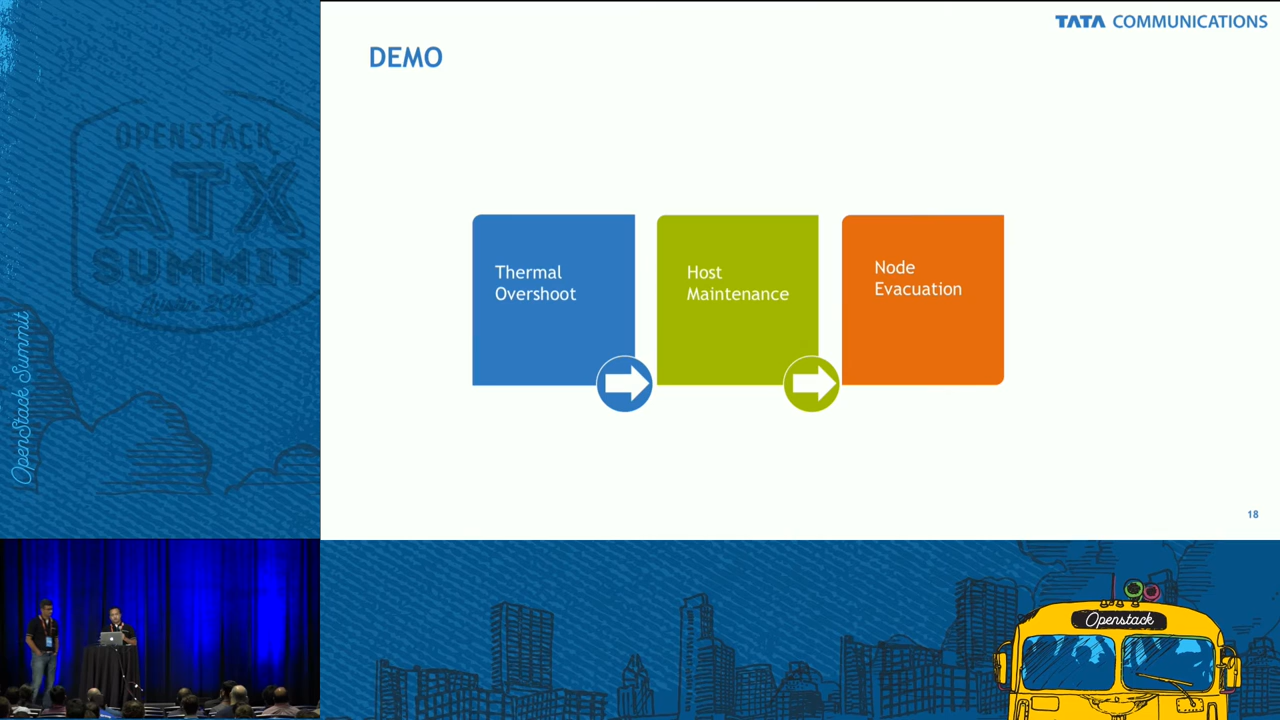 TATA COMMUNICATIONS
DEMO
Thermal
Overshoot
Host
Maintenance
Node
Evacuation
18
OPENSTACK
ATX
SUMMIT
OpenStack Summit
Openstack